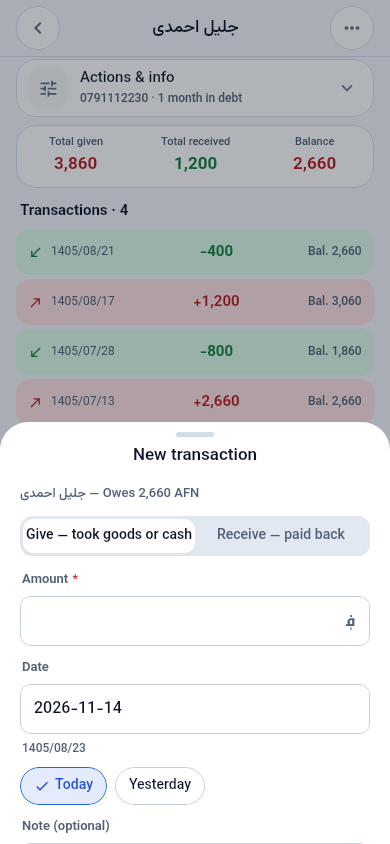 جلیل احمدی
Actions & info
0791112230 · 1 month in debt
Total given
Total received
Balance
3,860
1,200
2,660
Transactions · 4
1405/08/21
-400
Bal. 2,660
1405/08/17
+1,200
Bal. 3,060
1405/07/28
-800
Bal. 1,860
1405/07/13
+2,660
Bal. 2,660
New transaction
جلیل احمدی — Owes 2,660 AFN
Give — took goods or cash
Receive — paid back
Amount *
؋
Date
2026-11-14
1405/08/23
Today
Yesterday
Note (optional)